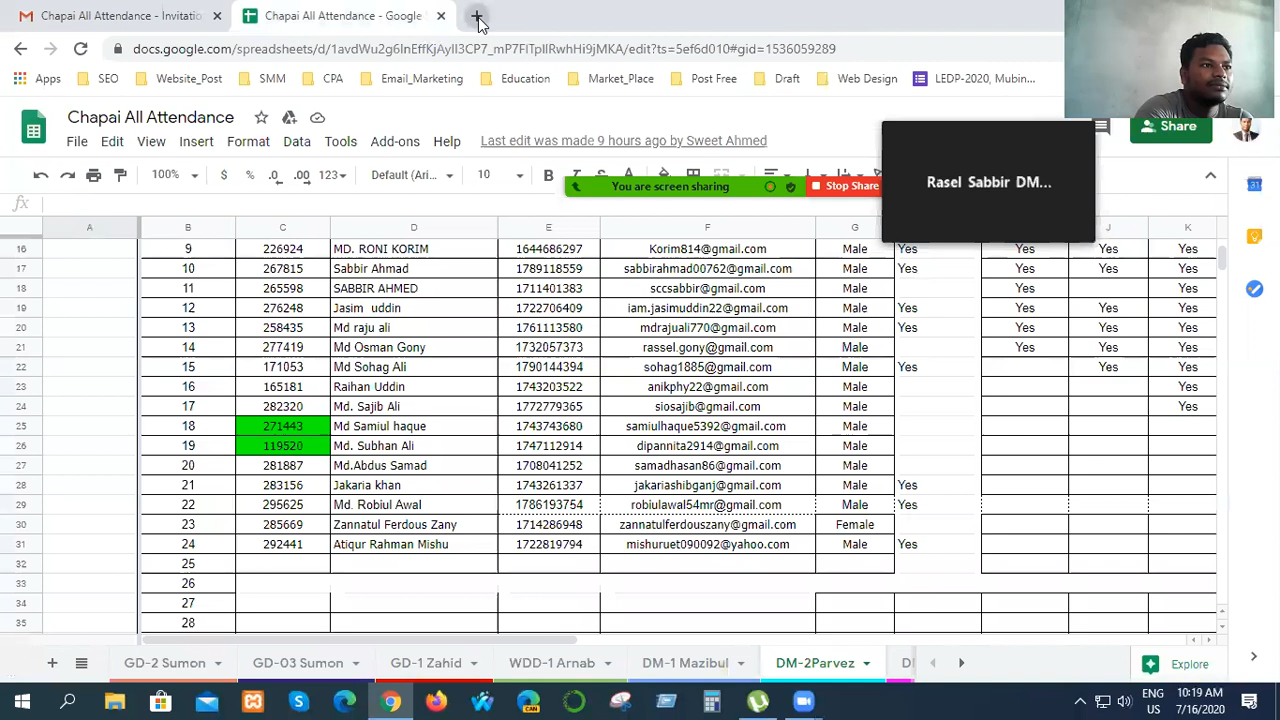 Chapai All Attendance - Invitatio
Chapai All Attendance - Google
docs.google.com/spreadsheets/d/1avdWu2g6InEffKjAyIl3CP7_mP7FiTpIlRwhHi9jMKA/edit?ts=5ef6d010#gid=1536059289
Apps SEO Website_Post SMM CPA Email_Marketing Education Market_Place Post Free Draft Web Design LEDP-2020, Mubin...
Chapai All Attendance
File Edit View Insert Format Data Tools Add-ons Help Last edit was made 9 hours ago by Sweet Ahmed
Share
Rasel Sabbir DM...
100% $ % .0 .00 123 Default (Ari... 10 B I S A
You are screen sharing Stop Share
fx
A B C D E F G J K
16 9 226924 MD. RONI KORIM 1644686297 Korim814@gmail.com Male Yes Yes Yes Yes
17 10 267815 Sabbir Ahmad 1789118559 sabbirahmad00762@gmail.com Male Yes Yes Yes Yes
18 11 265598 SABBIR AHMED 1711401383 sccsabbir@gmail.com Male Yes Yes
19 12 276248 Jasim uddin 1722706409 iam.jasimuddin22@gmail.com Male Yes Yes Yes Yes
20 13 258435 Md raju ali 1761113580 mdrajuali770@gmail.com Male Yes Yes Yes Yes
21 14 277419 Md Osman Gony 1732057373 rassel.gony@gmail.com Male Yes Yes Yes
22 15 171053 Md Sohag Ali 1790144394 sohag1885@gmail.com Male Yes Yes Yes
23 16 165181 Raihan Uddin 1743203522 anikphy22@gmail.com Male Yes
24 17 282320 Md. Sajib Ali 1772779365 siosajib@gmail.com Male Yes
25 18 271443 Md Samiul haque 1743743680 samiulhaque5392@gmail.com Male
26 19 119520 Md. Subhan Ali 1747112914 dipannita2914@gmail.com Male
27 20 281887 Md.Abdus Samad 1708041252 samadhasan86@gmail.com Male
28 21 283156 Jakaria khan 1743261337 jakariashibganj@gmail.com Male Yes
29 22 295625 Md. Robiul Awal 1786193754 robiulawal54mr@gmail.com Male Yes
30 23 285669 Zannatul Ferdous Zany 1714286948 zannatulferdouszany@gmail.com Female
31 24 292441 Atiqur Rahman Mishu 1722819794 mishuruet090092@yahoo.com Male Yes
32 25
33 26
34 27
35 28
GD-2 Sumon GD-03 Sumon GD-1 Zahid WDD-1 Arnab DM-1 Mazibul DM-2Parvez Explore
ENG 10:19 AM
US 7/16/2020